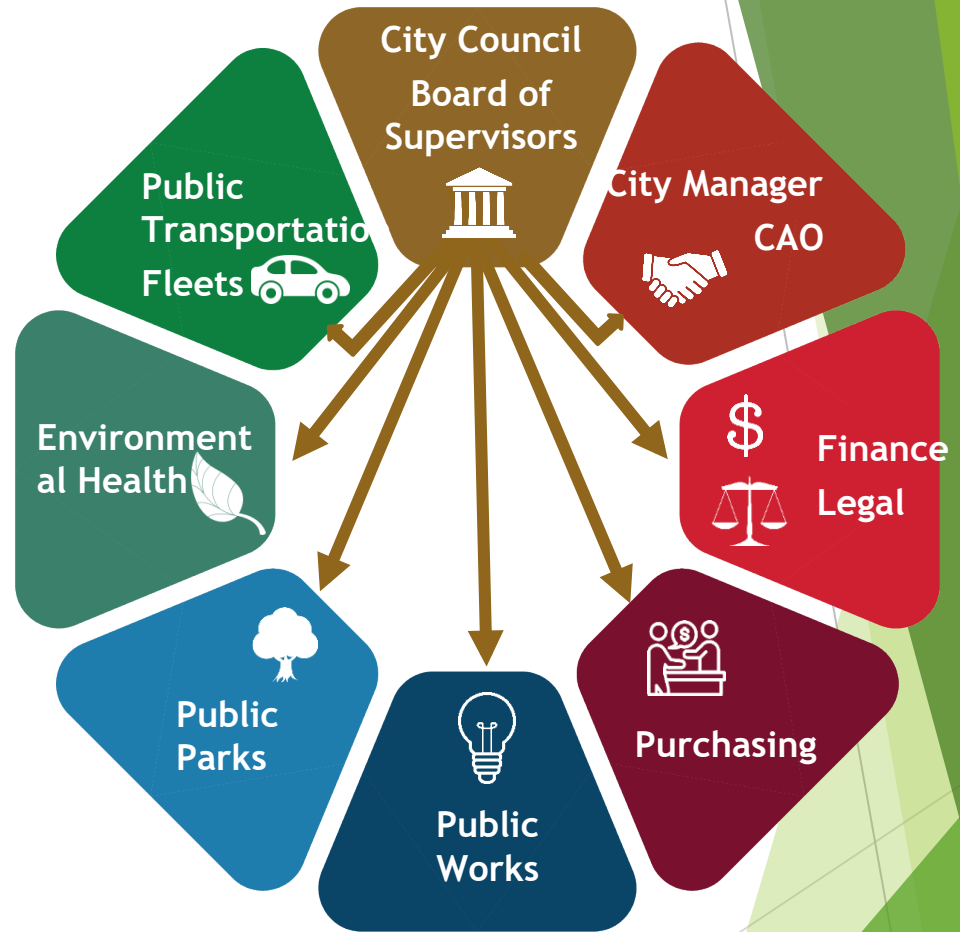 City Council
Board of
Supervisors
City Manager
CAO
$
Finance
Legal
$
Purchasing
Public
Works
Public
Parks
Environment
al Health
Public
Transportatio
Fleets